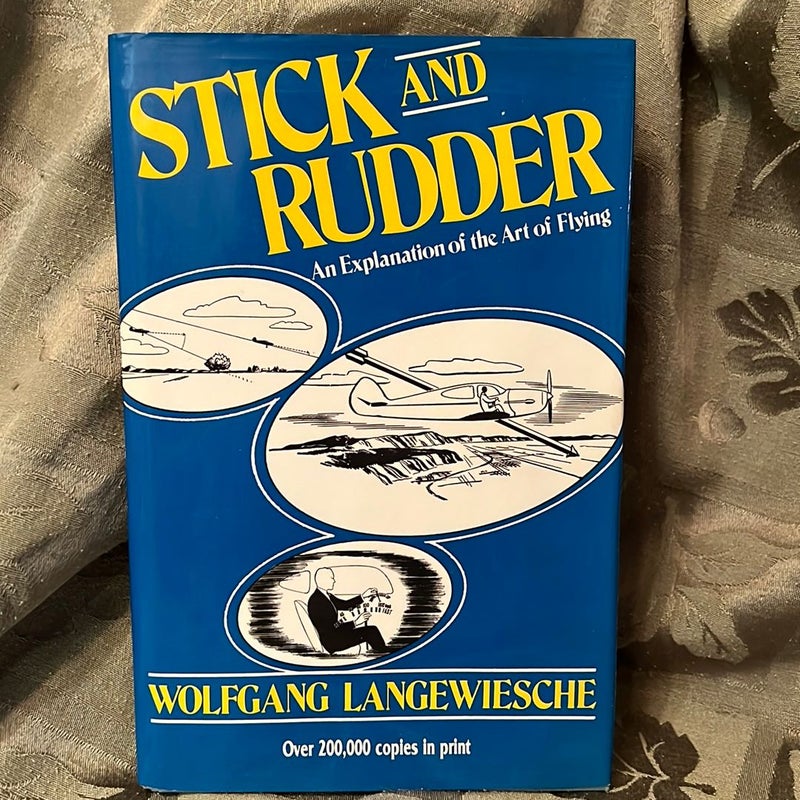 STICK AND
RUDDER
An Explanation of the Art of Flying
WOLFGANG LANGEWIESCHE
Over 200,000 copies in print